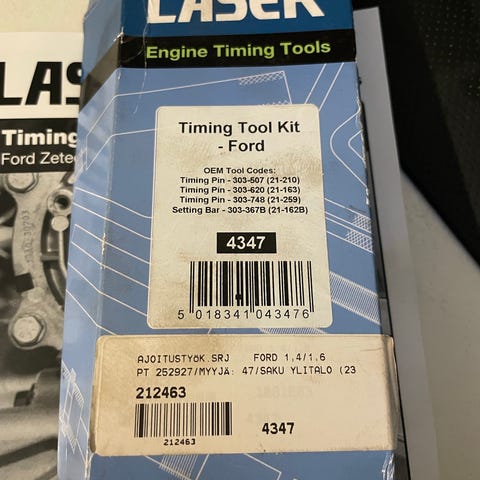 LASER
Engine Timing Tools
LAS
Timing
Ford Zetec
Timing Tool Kit
- Ford
OEM Tool Codes:
Timing Pin - 303-507 (21-210)
Timing Pin - 303-620 (21-163)
Timing Pin - 303-748 (21-259)
Setting Bar - 303-367B (21-162B)
4347
5 018341 043476
AJOITUSTYÖK.SRJ FORD 1,4/1,6
PT 252927/MYYJÄ: 47/SAKU YLITALO (23
212463
212463
4347